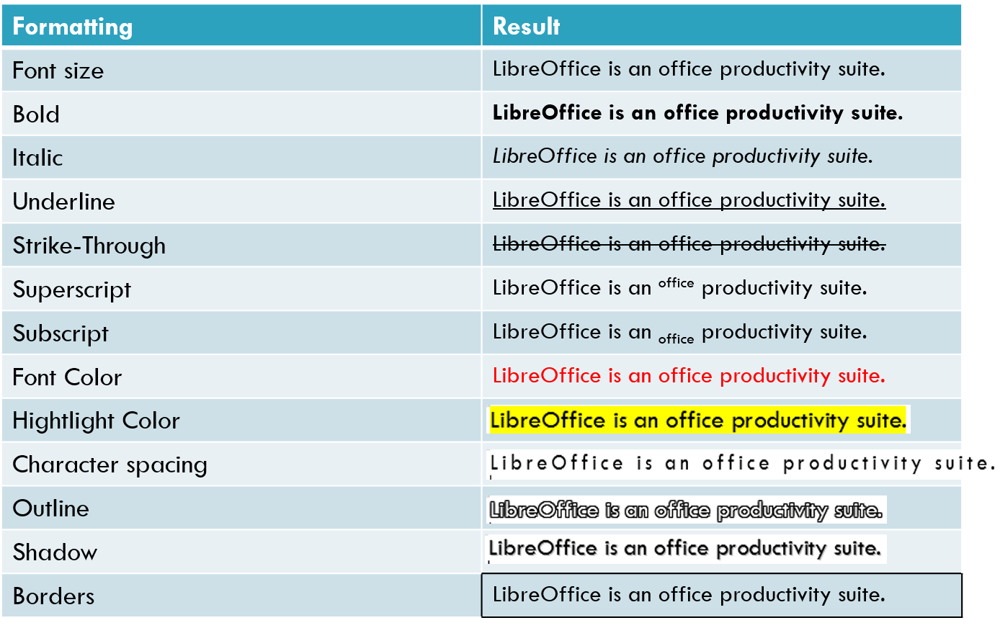 Formatting Result
Font size LibreOffice is an office productivity suite.
Bold LibreOffice is an office productivity suite.
Italic LibreOffice is an office productivity suite.
Underline LibreOffice is an office productivity suite.
Strike-Through LibreOffice is an office productivity suite.
Superscript LibreOffice is an office productivity suite.
Subscript LibreOffice is an office productivity suite.
Font Color LibreOffice is an office productivity suite.
Hightlight Color LibreOffice is an office productivity suite.
Character spacing LibreOffice is an office productivity suite.
Outline LibreOffice is an office productivity suite.
Shadow LibreOffice is an office productivity suite.
Borders LibreOffice is an office productivity suite.